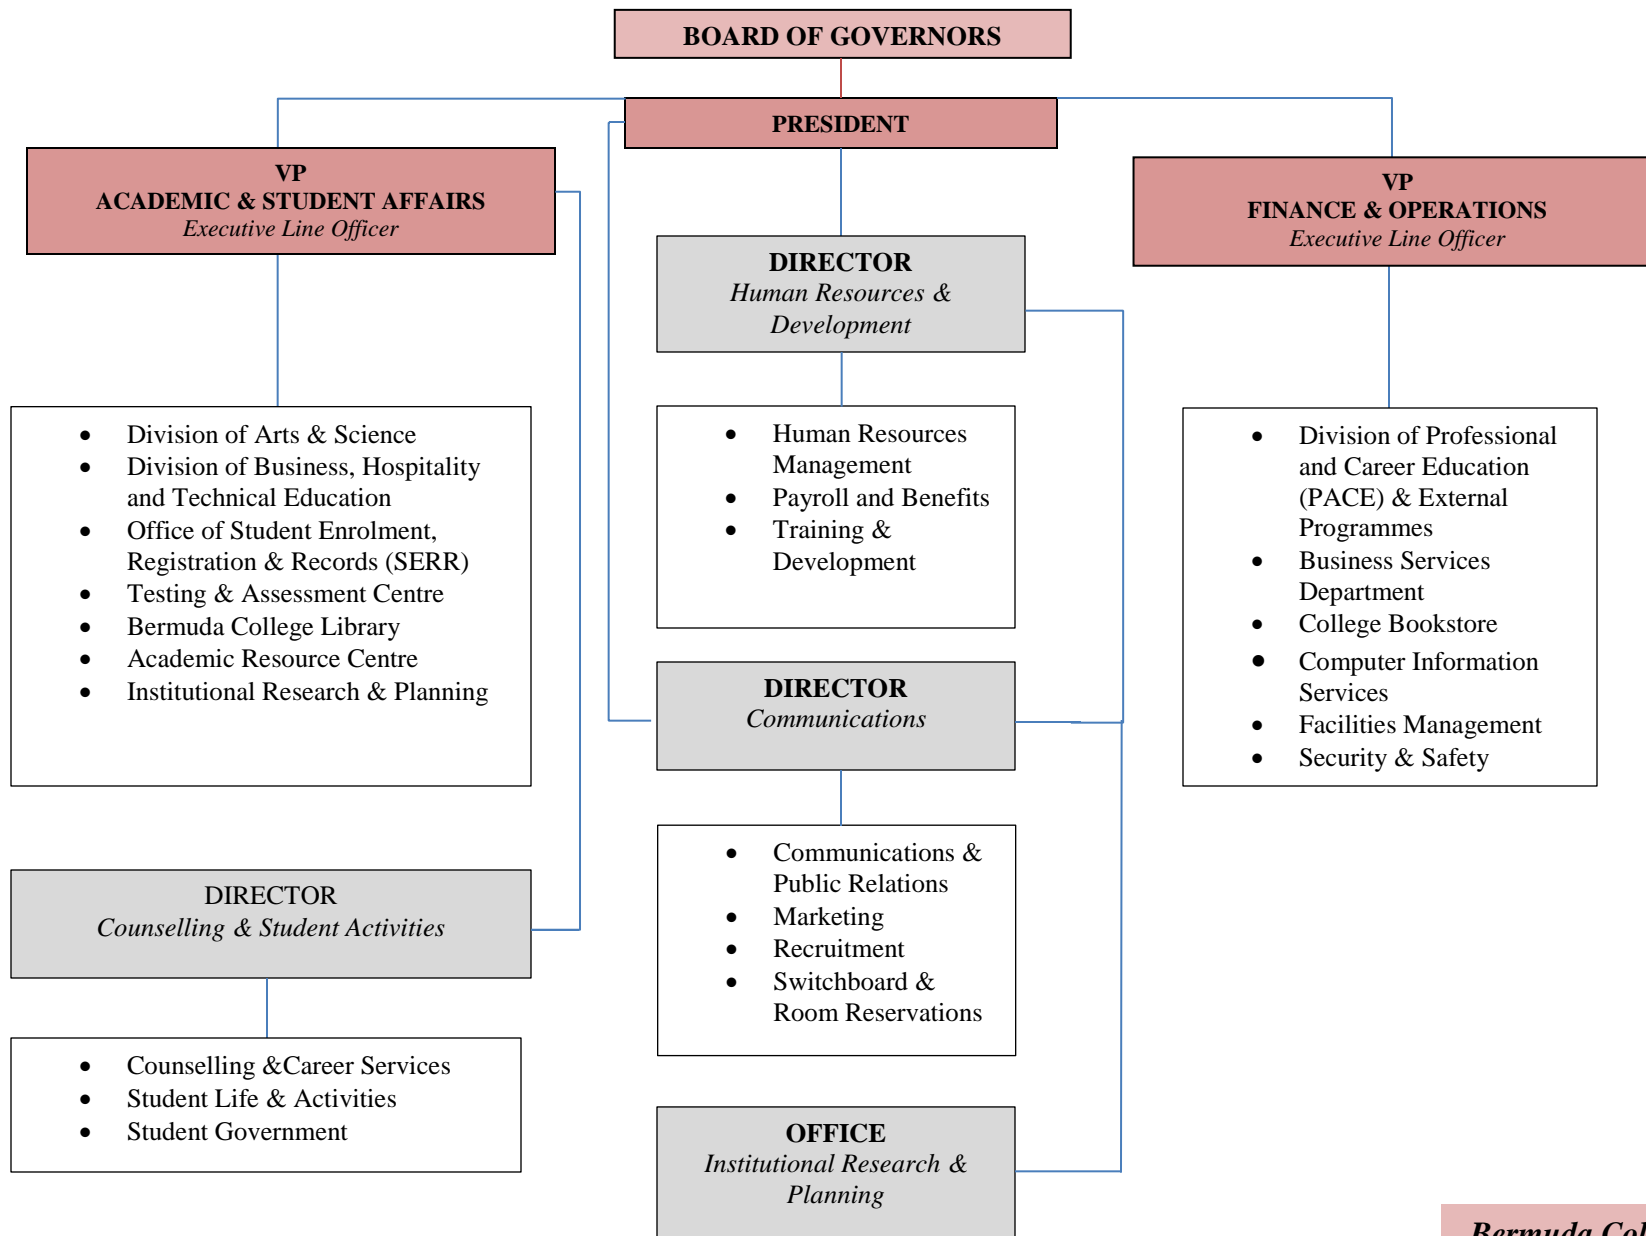 BOARD OF GOVERNORS
PRESIDENT
VP
ACADEMIC & STUDENT AFFAIRS
Executive Line Officer
VP
FINANCE & OPERATIONS
Executive Line Officer
DIRECTOR
Human Resources &
Development
• Division of Arts & Science
• Division of Business, Hospitality
and Technical Education
• Office of Student Enrolment,
Registration & Records (SERR)
• Testing & Assessment Centre
• Bermuda College Library
• Academic Resource Centre
• Institutional Research & Planning
• Human Resources
Management
• Payroll and Benefits
• Training &
Development
• Division of Professional
and Career Education
(PACE) & External
Programmes
• Business Services
Department
• College Bookstore
• Computer Information
Services
• Facilities Management
• Security & Safety
DIRECTOR
Communications
• Communications &
Public Relations
• Marketing
• Recruitment
• Switchboard &
Room Reservations
DIRECTOR
Counselling & Student Activities
• Counselling &Career Services
• Student Life & Activities
• Student Government
OFFICE
Institutional Research &
Planning
Bermuda Col